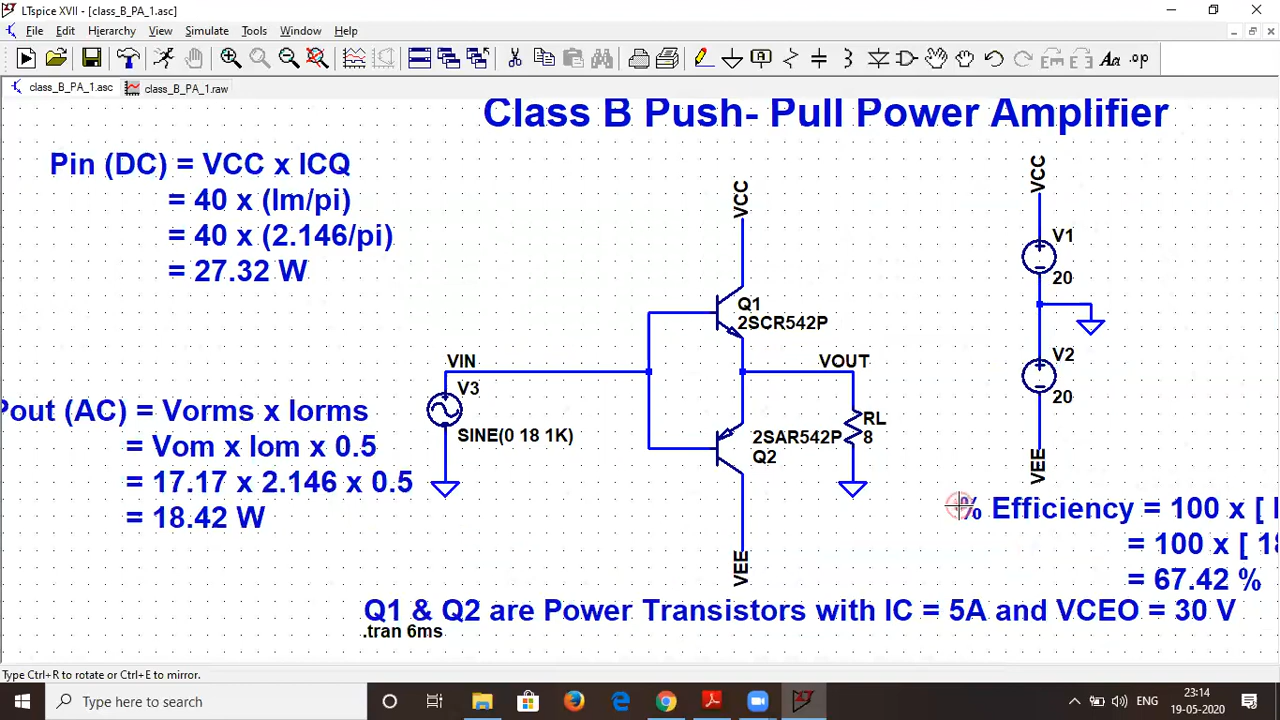 LTspice XVII - [class_B_PA_1.asc]
File Edit Hierarchy View Simulate Tools Window Help
class_B_PA_1.asc class_B_PA_1.raw
Class B Push- Pull Power Amplifier
Pin (DC) = VCC x ICQ
= 40 x (Im/pi)
= 40 x (2.146/pi)
= 27.32 W
VCC
VCC
V1
20
Q1
2SCR542P
VIN
V3
SINE(0 18 1K)
VOUT
V2
20
RL
8
2SAR542P
Q2
VEE
VEE
Pout (AC) = Vorms x Iorms
= Vom x Iom x 0.5
= 17.17 x 2.146 x 0.5
= 18.42 W
% Efficiency = 100 x [
= 100 x [ 18
= 67.42 %
Q1 & Q2 are Power Transistors with IC = 5A and VCEO = 30 V
.tran 6ms
Type Ctrl+R to rotate or Ctrl+E to mirror.
Type here to search
ENG
23:14
19-05-2020